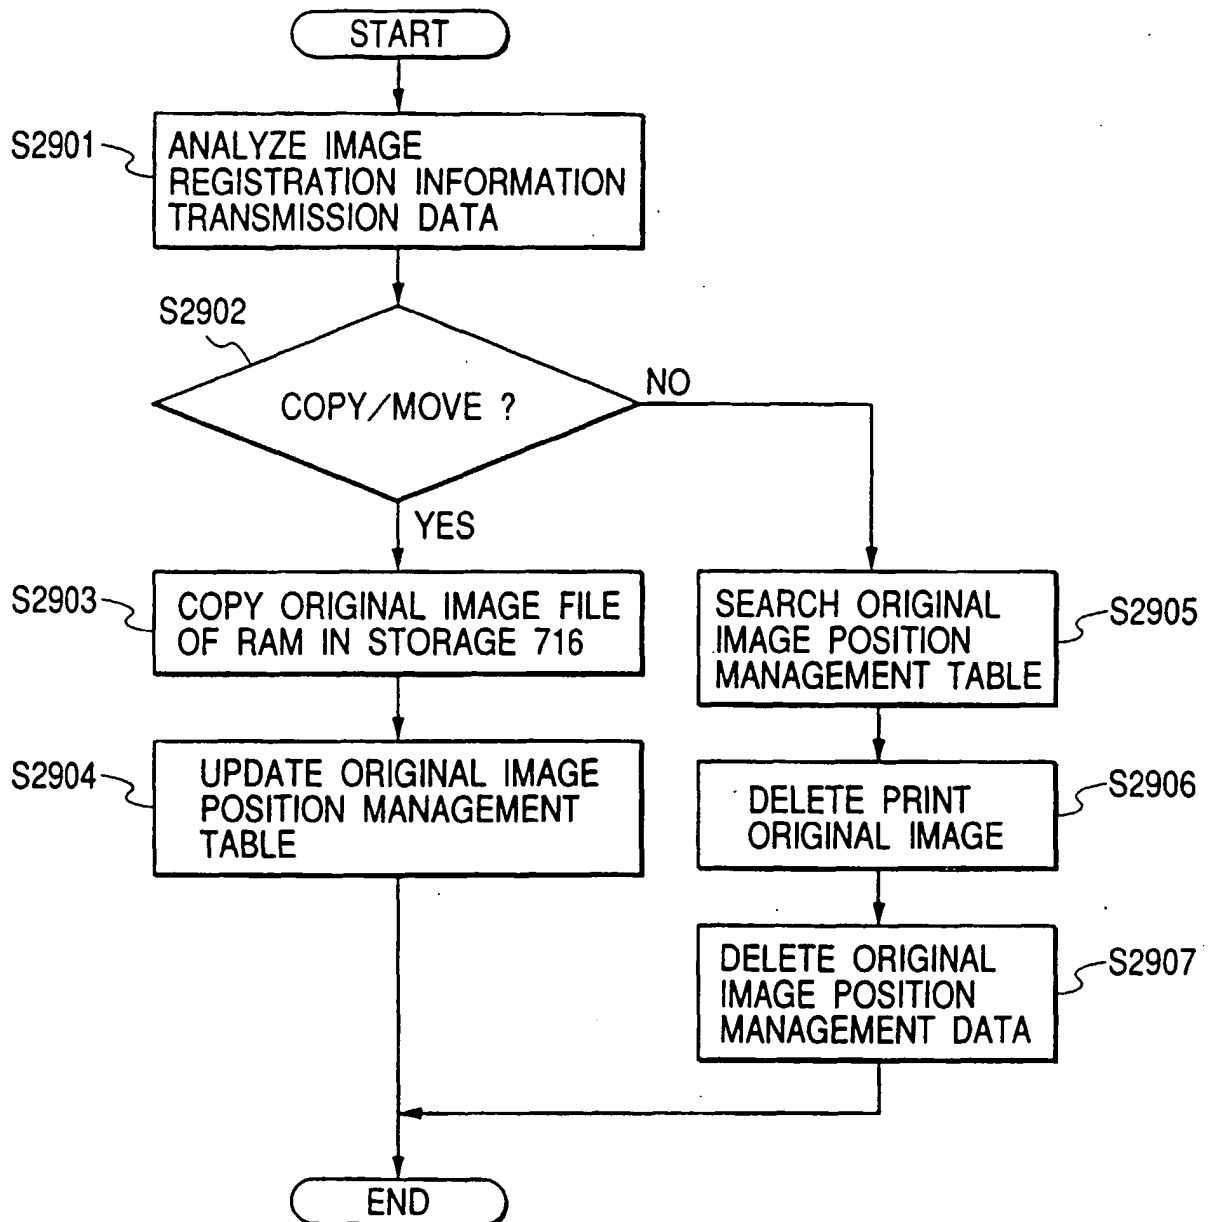 START
S2901
ANALYZE IMAGE
REGISTRATION INFORMATION
TRANSMISSION DATA
S2902
COPY/MOVE ?
NO
YES
S2903
COPY ORIGINAL IMAGE FILE
OF RAM IN STORAGE 716
S2904
UPDATE ORIGINAL IMAGE
POSITION MANAGEMENT
TABLE
SEARCH ORIGINAL
IMAGE POSITION
MANAGEMENT TABLE
S2905
DELETE PRINT
ORIGINAL IMAGE
S2906
DELETE ORIGINAL
IMAGE POSITION
MANAGEMENT DATA
S2907
END